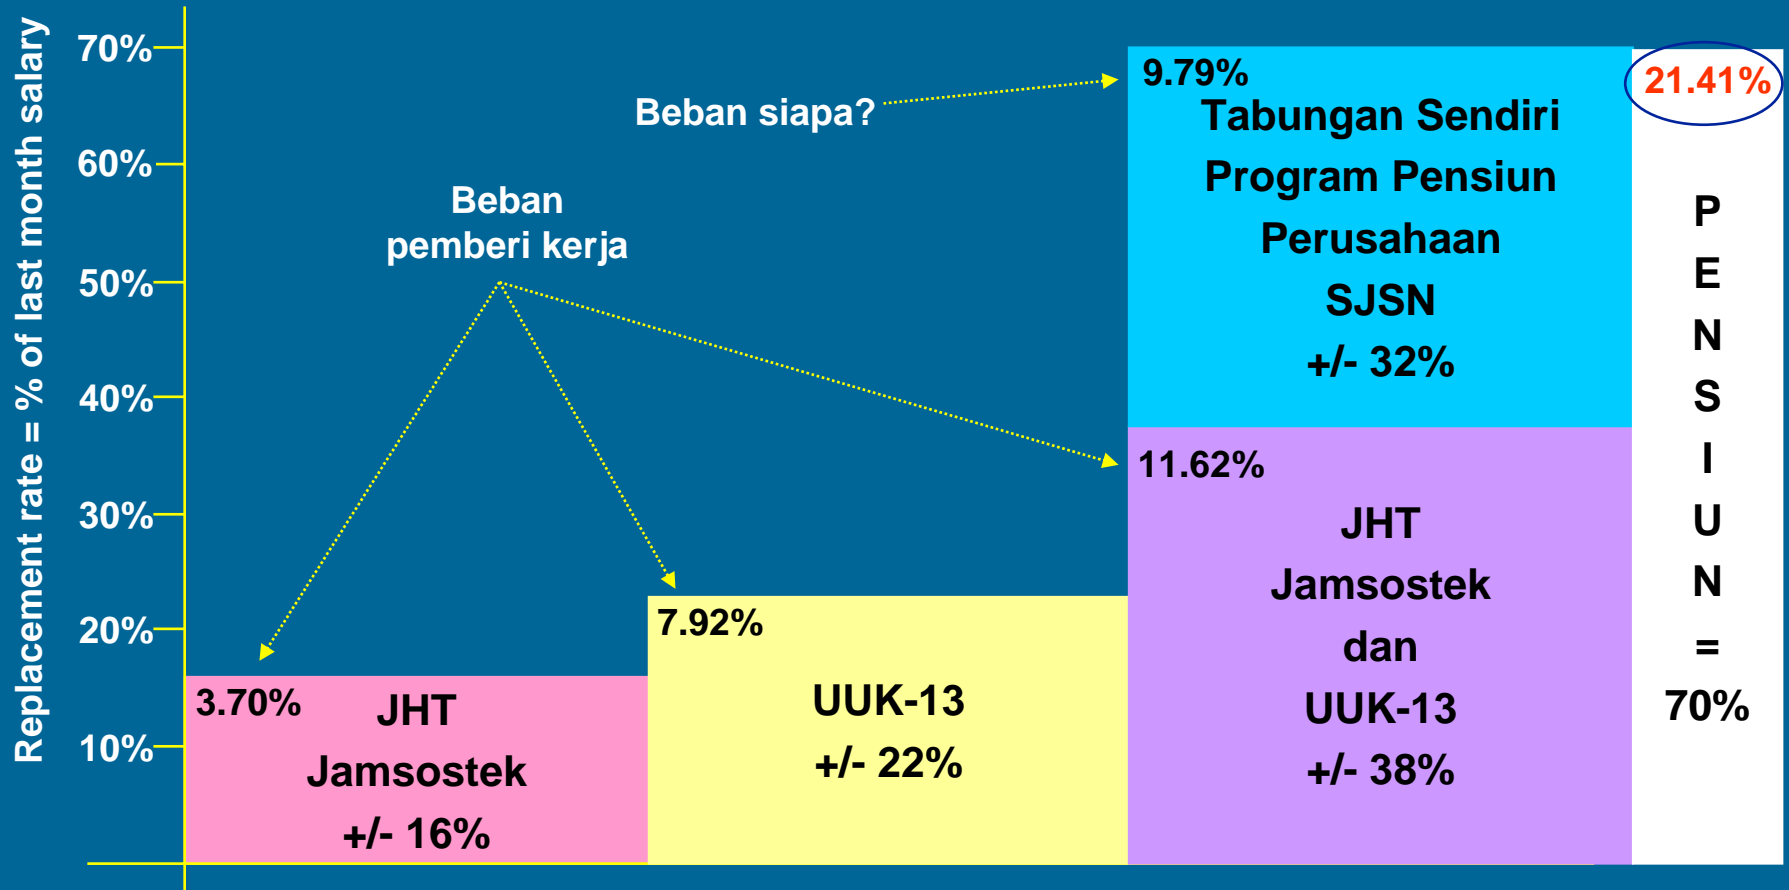 Replacement rate = % of last month salary
70%
60%
50%
40%
30%
20%
10%
Beban siapa?
Beban
pemberi kerja
3.70%
JHT
Jamsostek
+/- 16%
7.92%
UUK-13
+/- 22%
9.79%
Tabungan Sendiri
Program Pensiun
Perusahaan
SJSN
+/- 32%
11.62%
JHT
Jamsostek
dan
UUK-13
+/- 38%
21.41%
P
E
N
S
I
U
N
=
70%